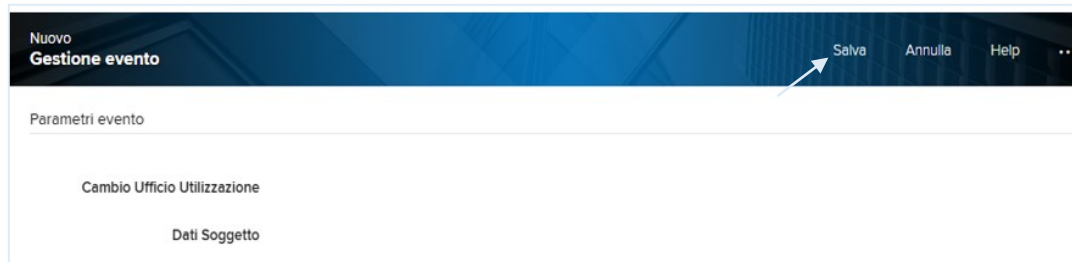 Nuovo
Gestione evento
Salva Annulla Help ..
Parametri evento
Cambio Ufficio Utilizzazione
Dati Soggetto